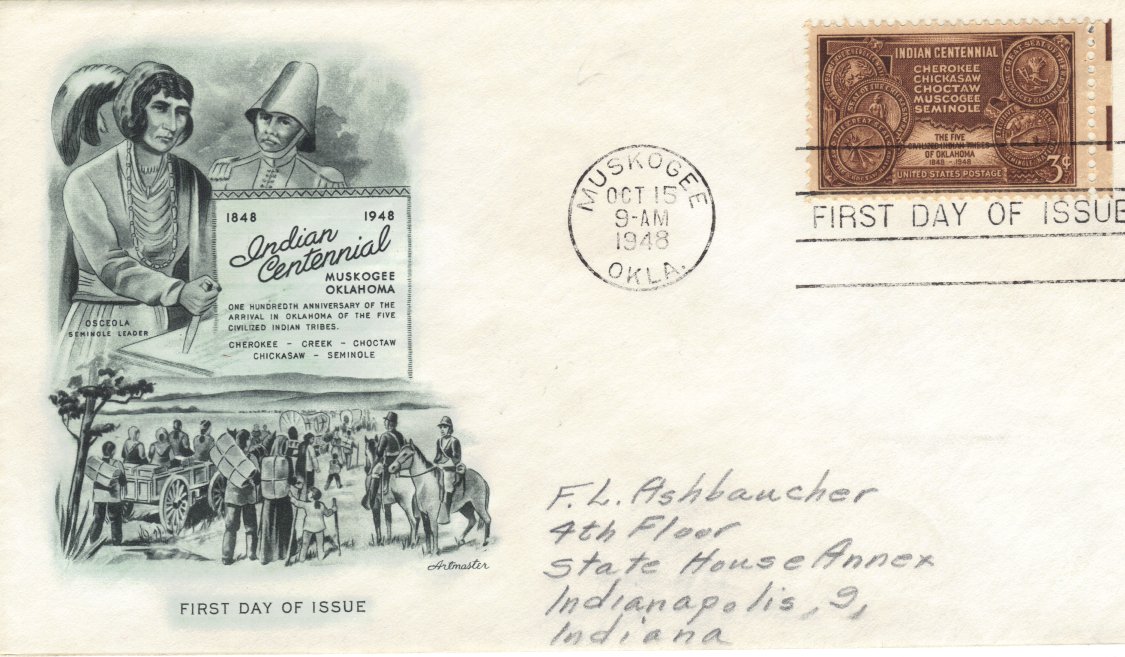 1848 1948
Indian
Centennial
MUSKOGEE
OKLAHOMA
ONE HUNDREDTH ANNIVERSARY OF THE
ARRIVAL IN OKLAHOMA OF THE FIVE
CIVILIZED INDIAN TRIBES.
CHEROKEE - CREEK - CHOCTAW
CHICKASAW - SEMINOLE
OSCEOLA
SEMINOLE LEADER
Artmaster
FIRST DAY OF ISSUE
MUSKOGEE
OCT 15
9-AM
1948
OKLA.
INDIAN CENTENNIAL
CHEROKEE
CHICKASAW
CHOCTAW
MUSCOGEE
SEMINOLE
THE FIVE
CIVILIZED INDIAN TRIBES
OF OKLAHOMA
1848 - 1948
UNITED STATES POSTAGE
3¢
FIRST DAY OF ISSUE
F. L. Ashbaucher
4th Floor
State House Annex
Indianapolis, 9,
Indiana